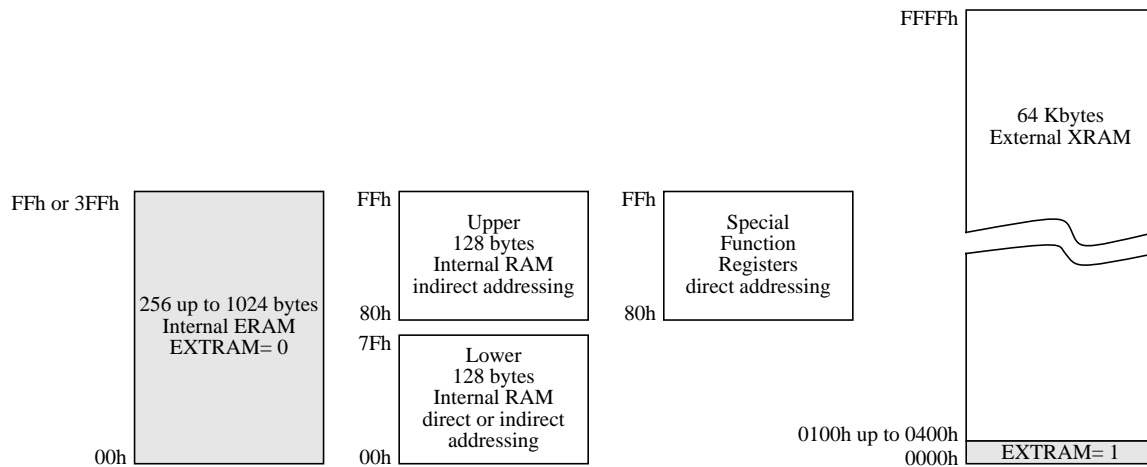 FFFFh
64 Kbytes
External XRAM
FFh or 3FFh
256 up to 1024 bytes
Internal ERAM
EXTRAM= 0
00h
FFh
Upper
128 bytes
Internal RAM
indirect addressing
80h
7Fh
Lower
128 bytes
Internal RAM
direct or indirect
addressing
00h
FFh
Special
Function
Registers
direct addressing
80h
0100h up to 0400h
0000h
EXTRAM= 1